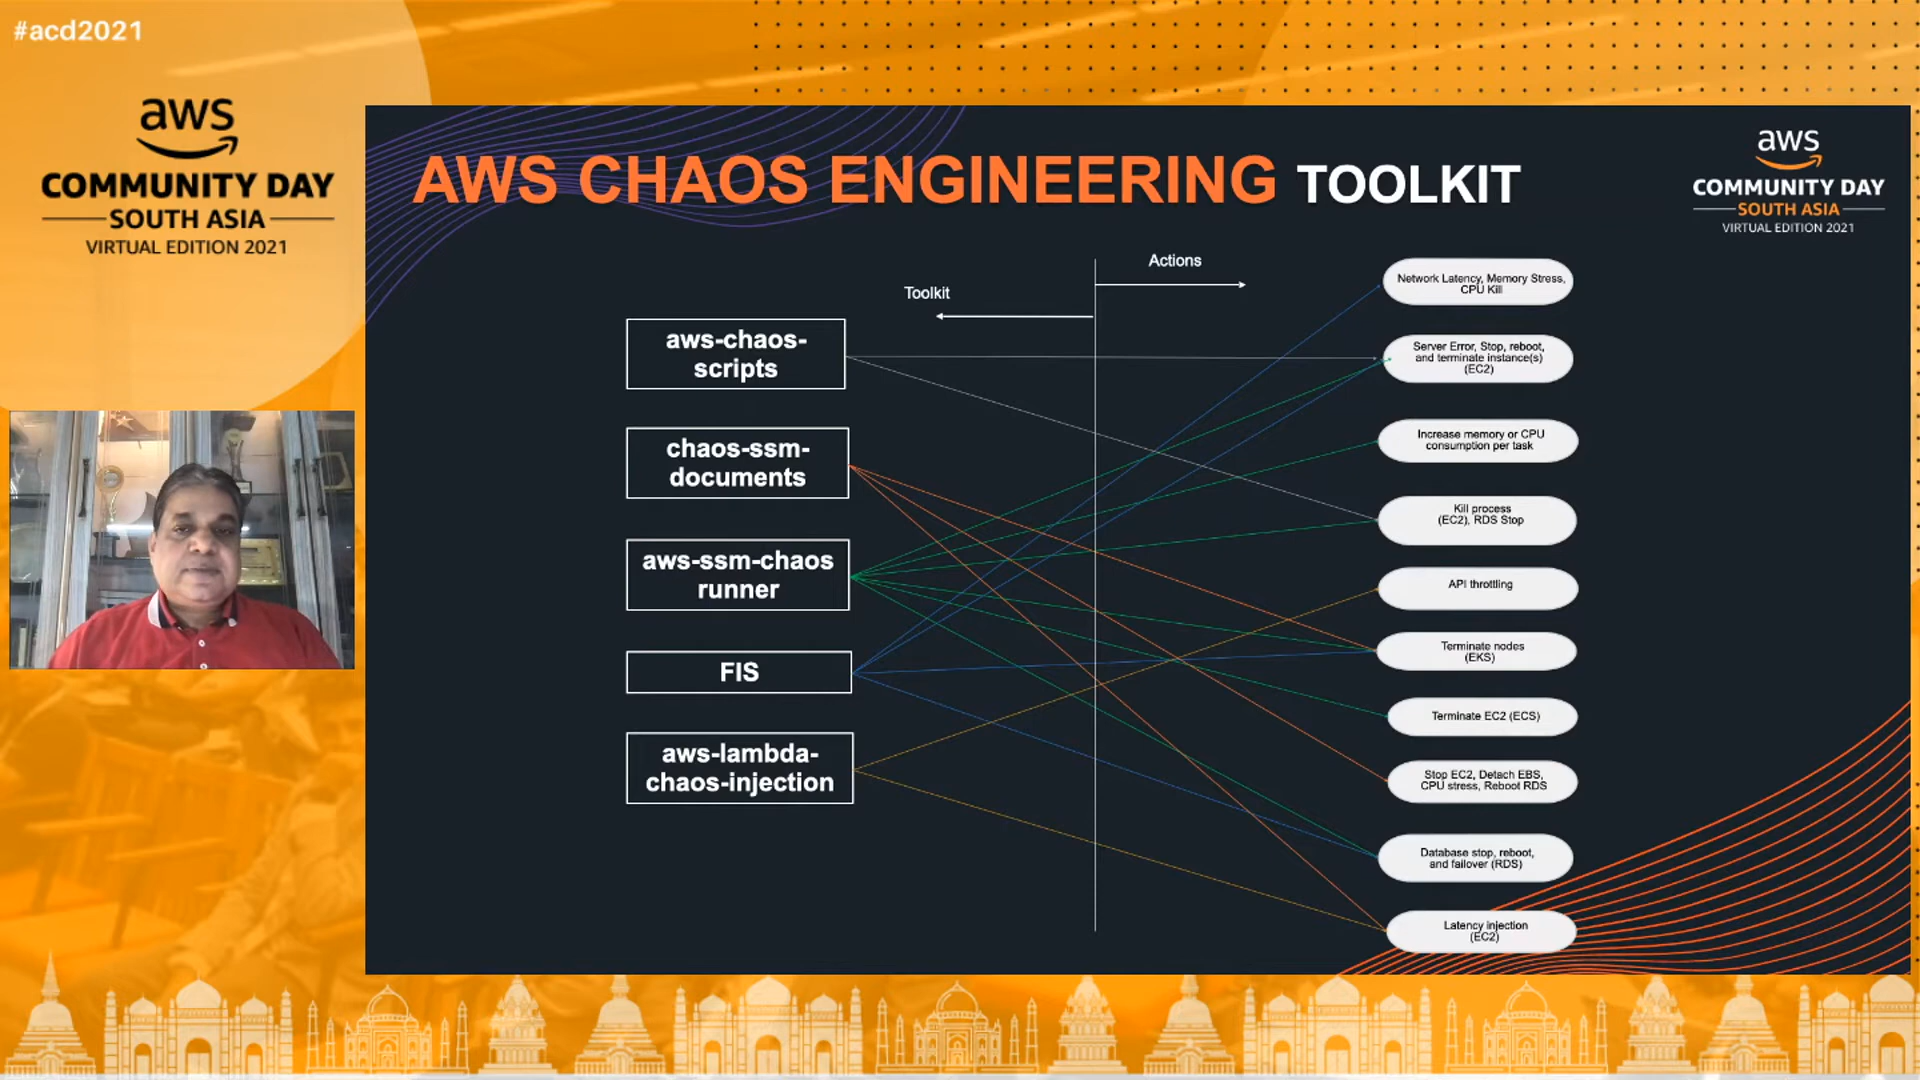 #acd2021
aws
COMMUNITY DAY
SOUTH ASIA
VIRTUAL EDITION 2021
AWS CHAOS ENGINEERING TOOLKIT
aws
COMMUNITY DAY
SOUTH ASIA
VIRTUAL EDITION 2021
Actions
Toolkit
aws-chaos-
scripts
chaos-ssm-
documents
aws-ssm-chaos
runner
FIS
aws-lambda-
chaos-injection
Network Latency, Memory Stress,
CPU Kill
Server Error, Stop, reboot,
and terminate instance(s)
(EC2)
Increase memory or CPU
consumption per task
Kill process
(EC2), RDS Stop
API throttling
Terminate nodes
(EKS)
Terminate EC2 (ECS)
Stop EC2, Detach EBS,
CPU stress, Reboot RDS
Database stop, reboot,
and failover (RDS)
Latency injection
(EC2)